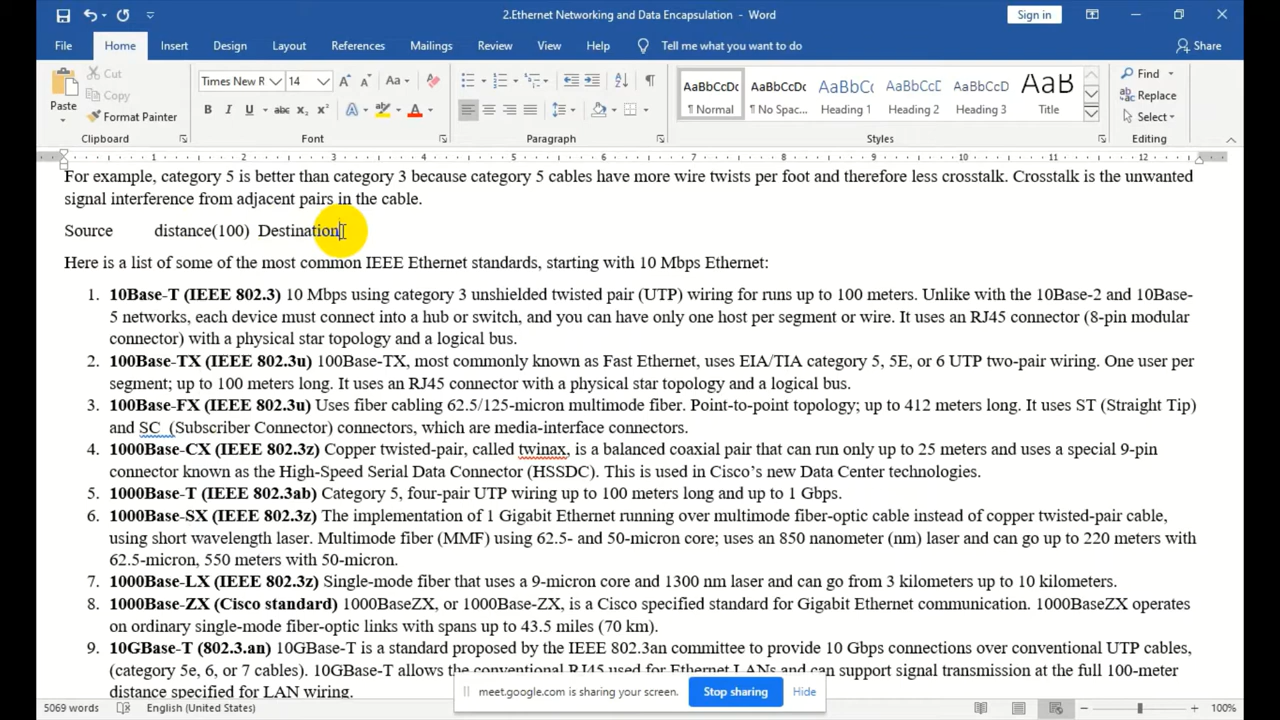 2.Ethernet Networking and Data Encapsulation - Word
Sign in
File Home Insert Design Layout References Mailings Review View Help Tell me what you want to do
Share
Paste
Cut
Copy
Format Painter
Clipboard
Times New R 14
B I U abc x₂ x²
Font
Paragraph
AaBbCcDc AaBbCcDc AaBbCc AaBbCcD AaBbCcD AaB
¶ Normal ¶ No Spac... Heading 1 Heading 2 Heading 3 Title
Styles
Find
Replace
Select
Editing
1 2 3 4 5 6 7 8 9 10 11 12
For example, category 5 is better than category 3 because category 5 cables have more wire twists per foot and therefore less crosstalk. Crosstalk is the unwanted
signal interference from adjacent pairs in the cable.
Source distance(100) Destination
Here is a list of some of the most common IEEE Ethernet standards, starting with 10 Mbps Ethernet:
1. 10Base-T (IEEE 802.3) 10 Mbps using category 3 unshielded twisted pair (UTP) wiring for runs up to 100 meters. Unlike with the 10Base-2 and 10Base-
5 networks, each device must connect into a hub or switch, and you can have only one host per segment or wire. It uses an RJ45 connector (8-pin modular
connector) with a physical star topology and a logical bus.
2. 100Base-TX (IEEE 802.3u) 100Base-TX, most commonly known as Fast Ethernet, uses EIA/TIA category 5, 5E, or 6 UTP two-pair wiring. One user per
segment; up to 100 meters long. It uses an RJ45 connector with a physical star topology and a logical bus.
3. 100Base-FX (IEEE 802.3u) Uses fiber cabling 62.5/125-micron multimode fiber. Point-to-point topology; up to 412 meters long. It uses ST (Straight Tip)
and SC (Subscriber Connector) connectors, which are media-interface connectors.
4. 1000Base-CX (IEEE 802.3z) Copper twisted-pair, called twinax, is a balanced coaxial pair that can run only up to 25 meters and uses a special 9-pin
connector known as the High-Speed Serial Data Connector (HSSDC). This is used in Cisco's new Data Center technologies.
5. 1000Base-T (IEEE 802.3ab) Category 5, four-pair UTP wiring up to 100 meters long and up to 1 Gbps.
6. 1000Base-SX (IEEE 802.3z) The implementation of 1 Gigabit Ethernet running over multimode fiber-optic cable instead of copper twisted-pair cable,
using short wavelength laser. Multimode fiber (MMF) using 62.5- and 50-micron core; uses an 850 nanometer (nm) laser and can go up to 220 meters with
62.5-micron, 550 meters with 50-micron.
7. 1000Base-LX (IEEE 802.3z) Single-mode fiber that uses a 9-micron core and 1300 nm laser and can go from 3 kilometers up to 10 kilometers.
8. 1000Base-ZX (Cisco standard) 1000BaseZX, or 1000Base-ZX, is a Cisco specified standard for Gigabit Ethernet communication. 1000BaseZX operates
on ordinary single-mode fiber-optic links with spans up to 43.5 miles (70 km).
9. 10GBase-T (802.3.an) 10GBase-T is a standard proposed by the IEEE 802.3an committee to provide 10 Gbps connections over conventional UTP cables,
(category 5e, 6, or 7 cables). 10GBase-T allows the conventional RJ45 used for Ethernet LANs and can support signal transmission at the full 100-meter
distance specified for LAN wiring.
meet.google.com is sharing your screen. Stop sharing Hide
5069 words English (United States) 100%